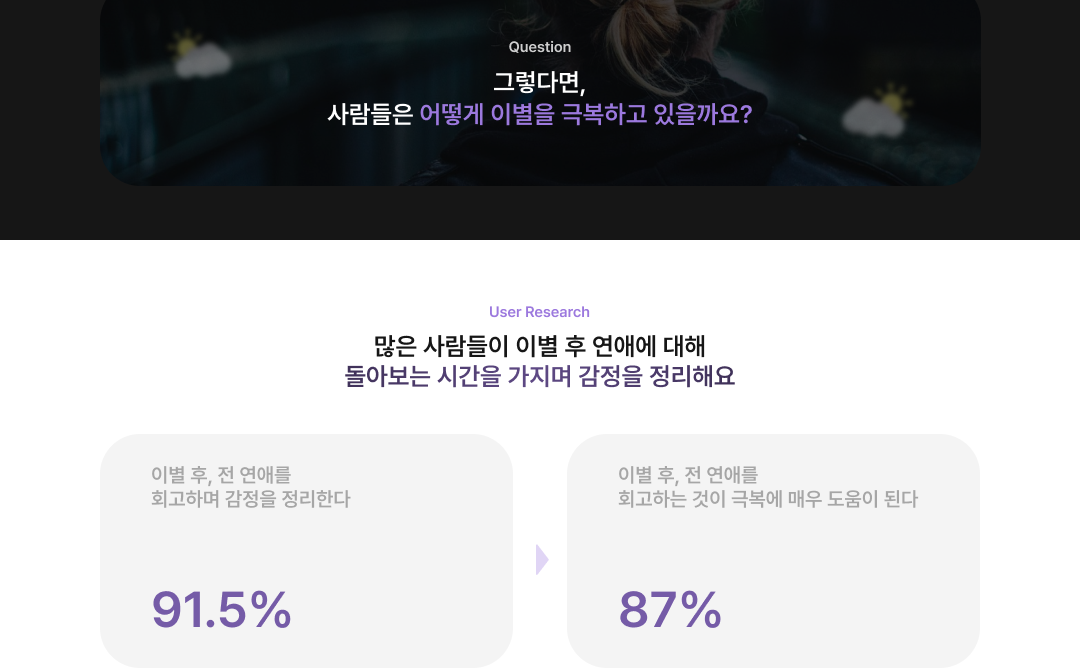 Question
그렇다면,
사람들은 어떻게 이별을 극복하고 있을까요?
User Research
많은 사람들이 이별 후 연애에 대해
돌아보는 시간을 가지며 감정을 정리해요
이별 후, 전 연애를
회고하며 감정을 정리한다
91.5%
이별 후, 전 연애를
회고하는 것이 극복에 매우 도움이 된다
87%